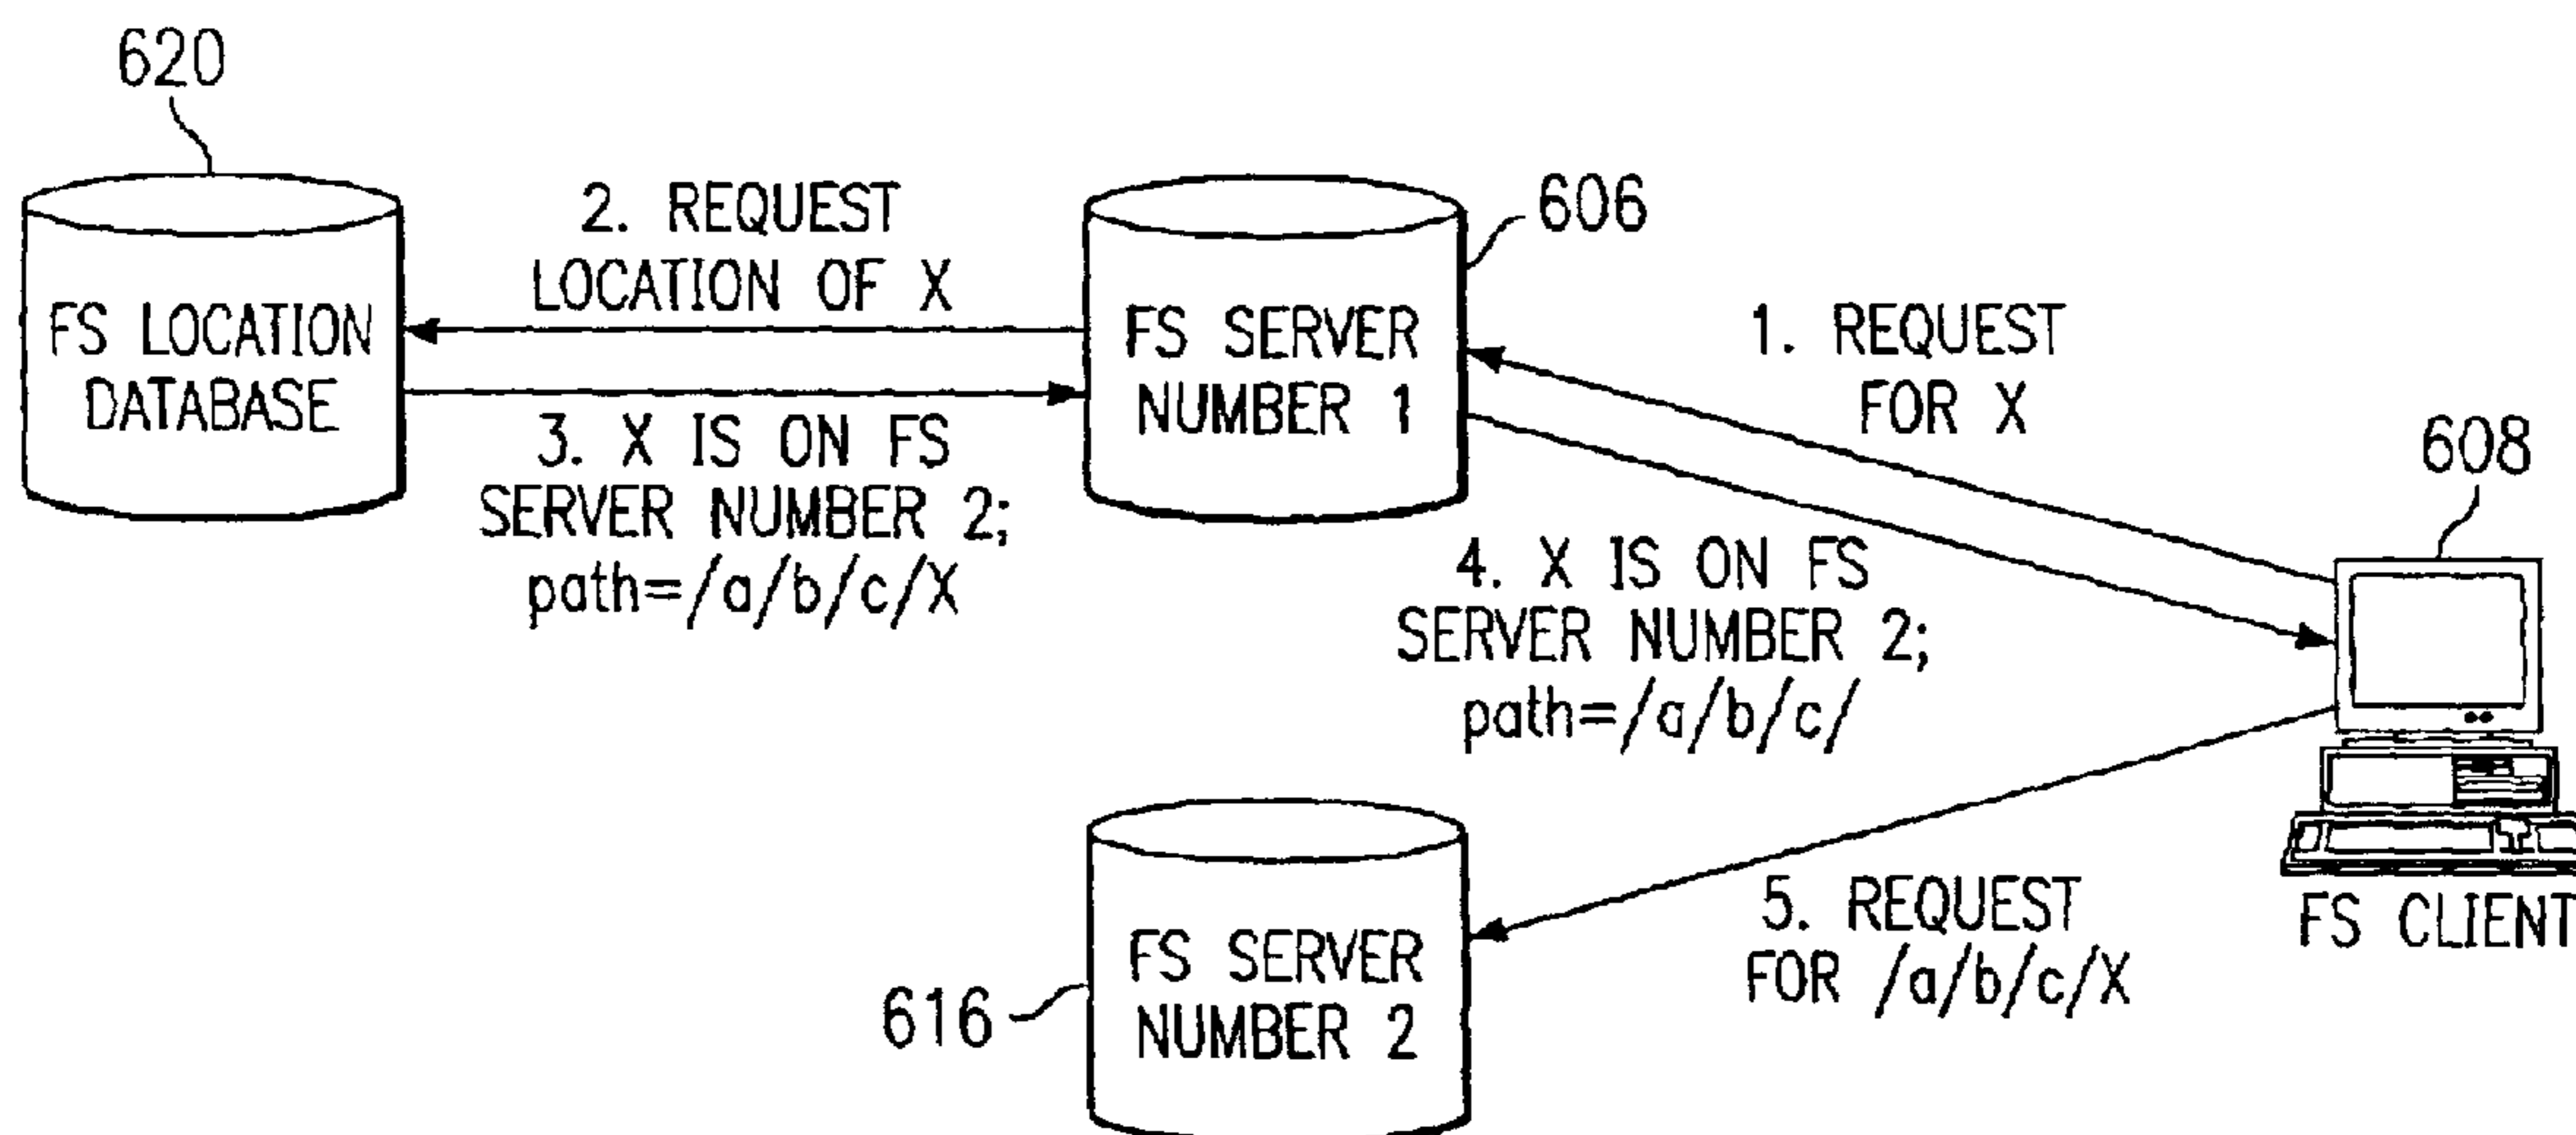 620
FS LOCATION
DATABASE
2. REQUEST
LOCATION OF X
3. X IS ON FS
SERVER NUMBER 2;
path=/a/b/c/X
606
FS SERVER
NUMBER 1
1. REQUEST
FOR X
4. X IS ON FS
SERVER NUMBER 2;
path=/a/b/c/
608
FS CLIENT
5. REQUEST
FOR /a/b/c/X
616
FS SERVER
NUMBER 2